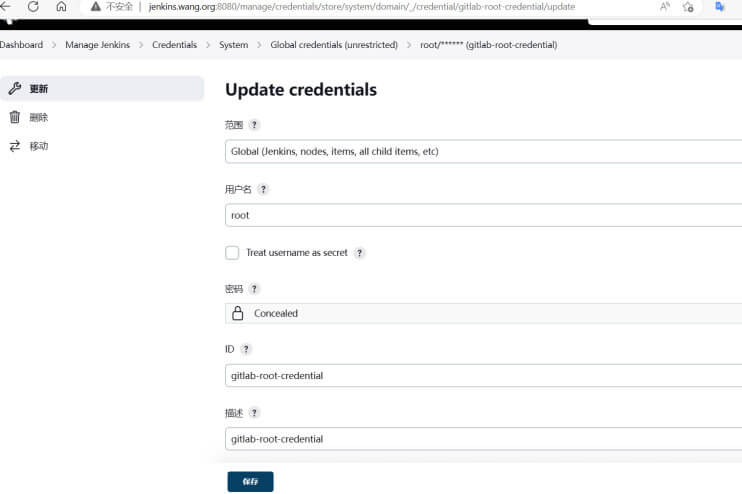 不安全 | jenkins.wang.org:8080/manage/credentials/store/system/domain/_/credential/gitlab-root-credential/update
Dashboard > Manage Jenkins > Credentials > System > Global credentials (unrestricted) > root/****** (gitlab-root-credential)
更新
删除
移动
Update credentials
范围 ?
Global (Jenkins, nodes, items, all child items, etc)
用户名 ?
root
Treat username as secret ?
密码 ?
Concealed
ID ?
gitlab-root-credential
描述 ?
gitlab-root-credential
保存